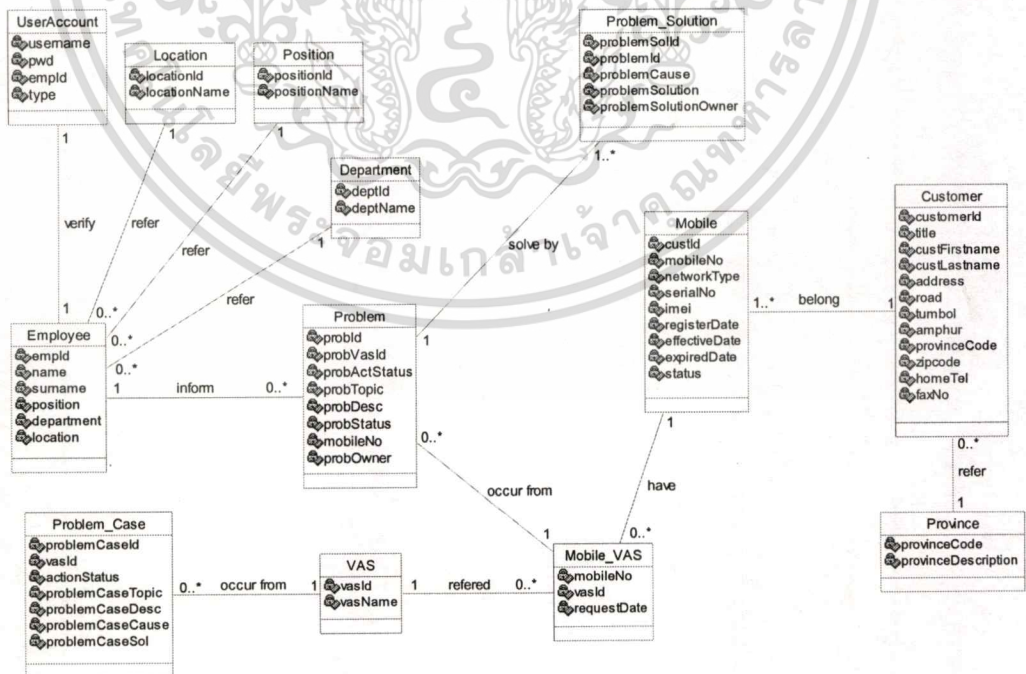 UserAccount
username
pwd
empId
type
Location
locationId
locationName
Position
positionId
positionName
Problem_Solution
problemSolId
problemId
problemCause
problemSolution
problemSolutionOwner
Department
deptId
deptName
Mobile
custId
mobileNo
networkType
serialNo
imei
registerDate
effectiveDate
expiredDate
status
Customer
customerId
title
custFirstname
custLastname
address
road
tumbol
amphur
provinceCode
zipcode
homeTel
faxNo
1
verify
1
1
refer
0..*
1
refer
0..*
1
refer
0..*
1..*
solve by
1
1..*
belong
1
Employee
empId
name
surname
position
department
location
1
inform
0..*
Problem
probId
probVasId
probActStatus
probTopic
probDesc
probStatus
mobileNo
probOwner
0..*
occur from
1
1
have
0..*
0..*
refer
1
Province
provinceCode
provinceDescription
Problem_Case
problemCaseId
vasId
actionStatus
problemCaseTopic
problemCaseDesc
problemCaseCause
problemCaseSol
0..*
occur from
1
VAS
vasId
vasName
1
refered
0..*
Mobile_VAS
mobileNo
vasId
requestDate